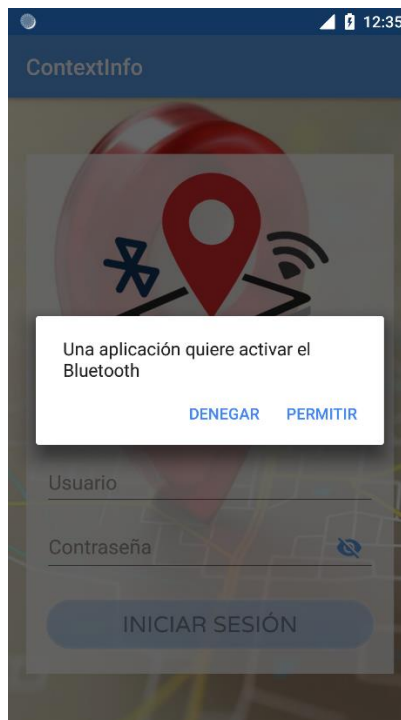 12:35
ContextInfo
Una aplicación quiere activar el
Bluetooth
DENEGAR PERMITIR
Usuario
Contraseña
INICIAR SESIÓN